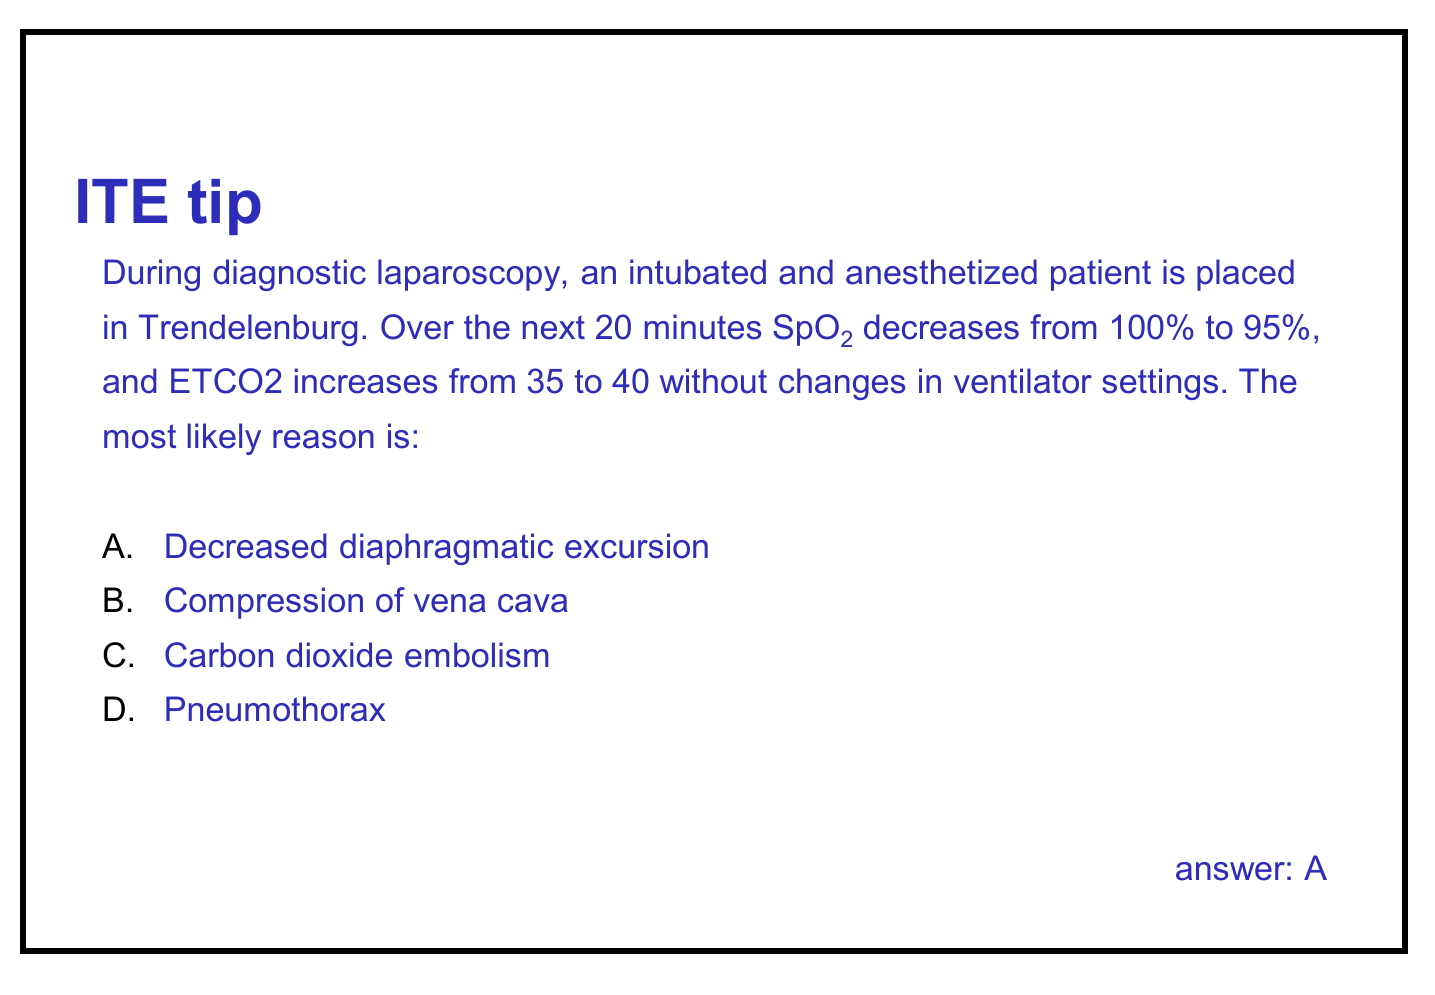 ITE tip
During diagnostic laparoscopy, an intubated and anesthetized patient is placed
in Trendelenburg. Over the next 20 minutes SpO₂ decreases from 100% to 95%,
and ETCO2 increases from 35 to 40 without changes in ventilator settings. The
most likely reason is:
A. Decreased diaphragmatic excursion
B. Compression of vena cava
C. Carbon dioxide embolism
D. Pneumothorax
answer: A